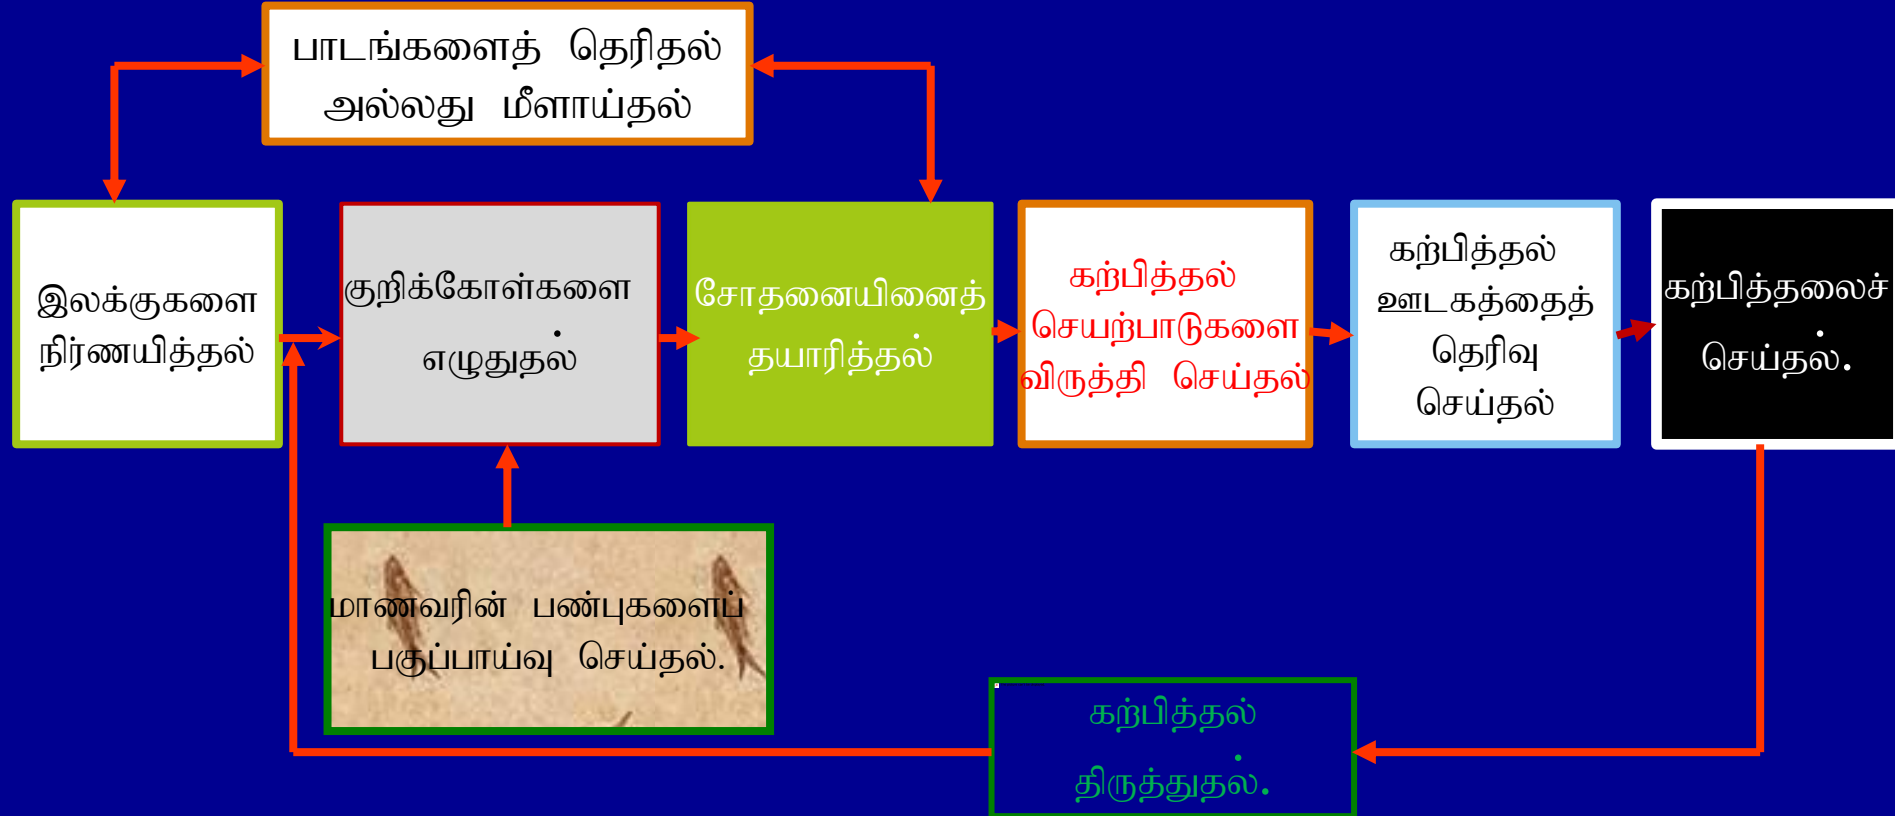 பாடங்களைத் தெரிதல்
அல்லது மீளாய்தல்
இலக்குகளை
நிர்ணயித்தல்
குறிக்கோள்களை
எழுதுதல்
சோதனையினைத்
தயாரித்தல்
கற்பித்தல்
செயற்பாடுகளை
விருத்தி செய்தல்
கற்பித்தல்
ஊடகத்தைத்
தெரிவு
செய்தல்
கற்பித்தலைச்
செய்தல்.
மாணவரின் பண்புகளைப்
பகுப்பாய்வு செய்தல்.
கற்பித்தல்
திருத்துதல்.